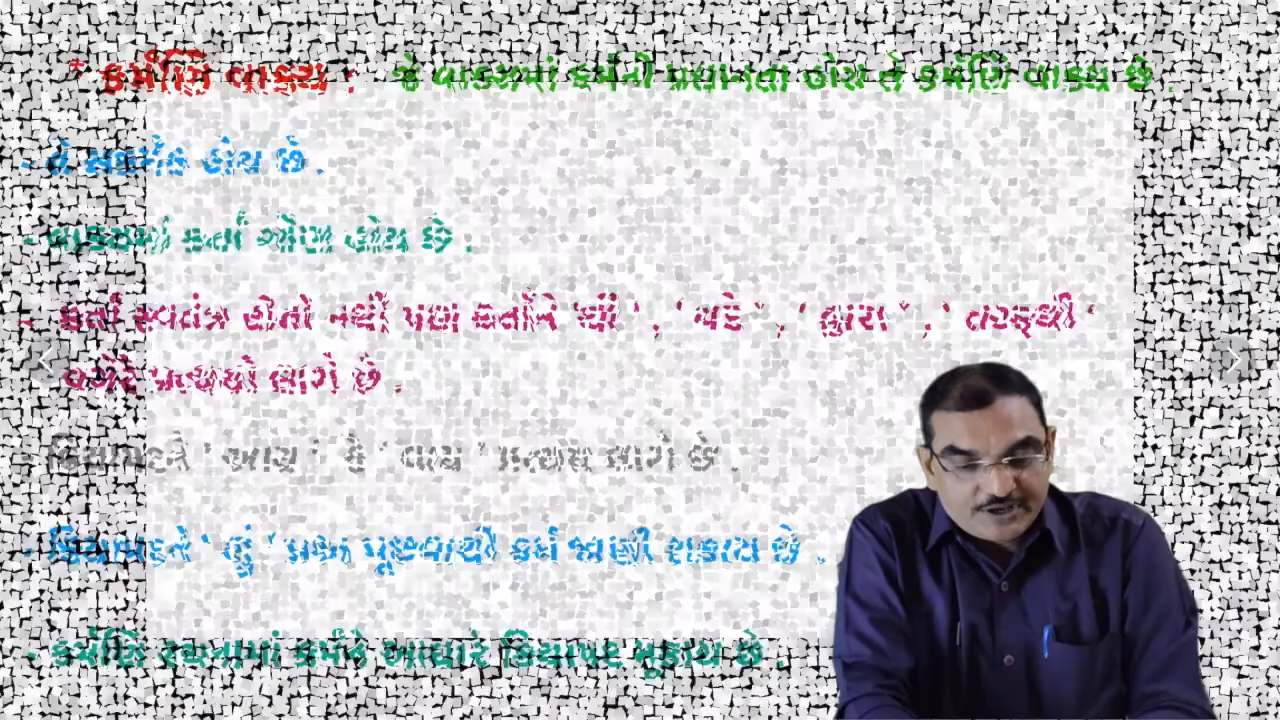 * કર્મણિ વાક્ય : જે વાક્યમાં કર્મની પ્રધાનતા હોય તે કર્મણિ વાક્ય છે .
- તે સકર્મક હોય છે .
- વાક્યમાં કર્તા ગૌણ હોય છે .
- કર્તા સ્વતંત્ર હોતો નથી પણ કર્તાને ' થી ' , ' વડે ' , ' દ્વારા ' , ' તરફથી '
વગેરે પ્રત્યયો લાગે છે .
- ક્રિયાપદને ' આય ' કે ' વાય ' પ્રત્યય લાગે છે .
- ક્રિયાપદને ' શું ' પ્રશ્ન પૂછવાથી કર્મ જાણી શકાય છે .
- કર્મણિ રચનામાં કર્મને આધારે ક્રિયાપદ મૂકાય છે .